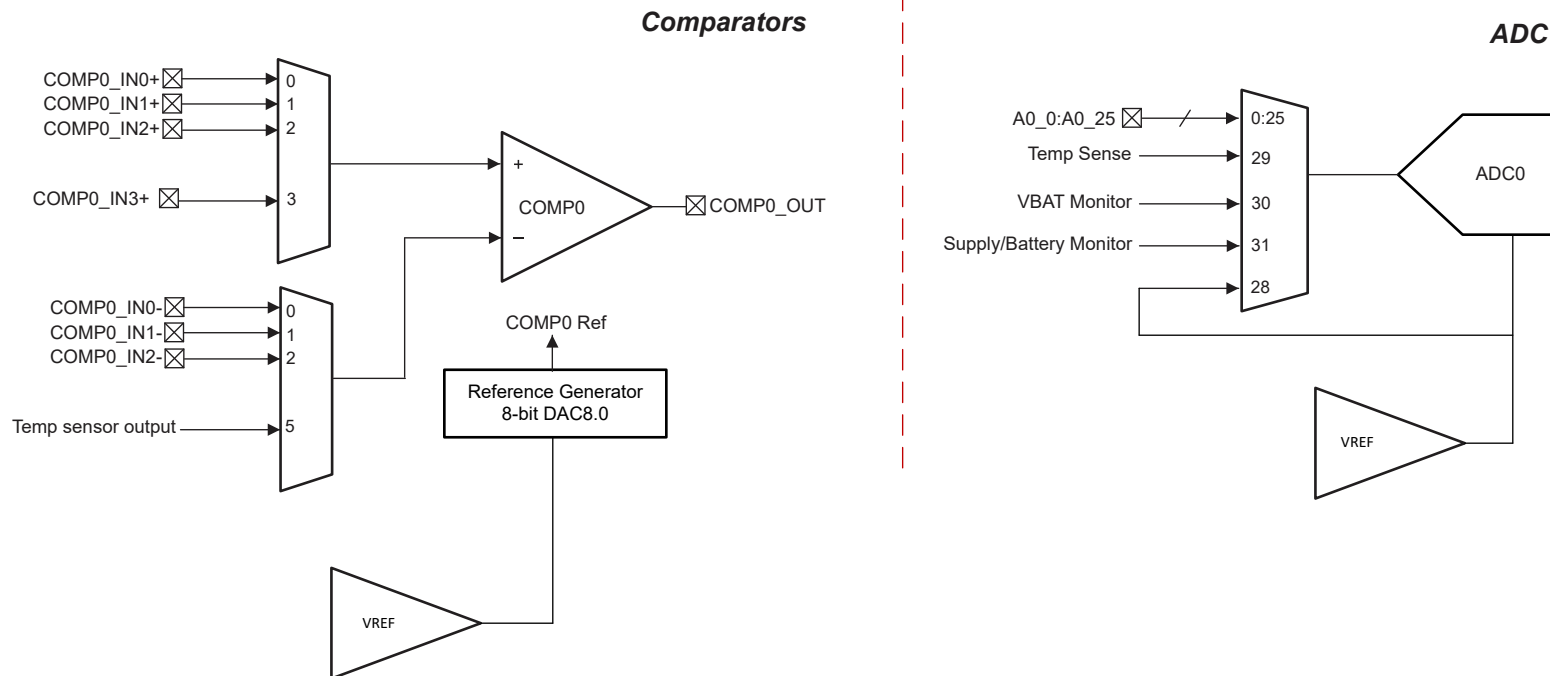 Comparators
COMP0_IN0+
COMP0_IN1+
COMP0_IN2+
COMP0_IN3+
0
1
2
3
+
–
COMP0
COMP0_OUT
COMP0_IN0-
COMP0_IN1-
COMP0_IN2-
Temp sensor output
0
1
2
5
COMP0 Ref
Reference Generator
8-bit DAC8.0
VREF
ADC
A0_0:A0_25
Temp Sense
VBAT Monitor
Supply/Battery Monitor
0:25
29
30
31
28
ADC0
VREF